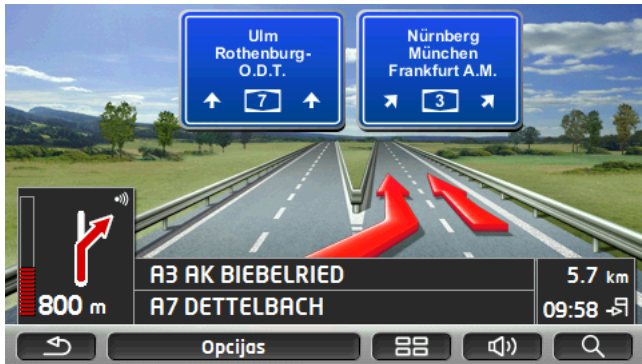 Ulm
Rothenburg-
O.D.T.
7
Nürnberg
München
Frankfurt A.M.
3
800 m
A3 AK BIEBELRIED
5.7 km
A7 DETTELBACH
09:58
Opcijas